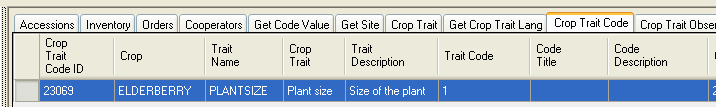 Accessions Inventory Orders Cooperators Get Code Value Get Site Crop Trait Get Crop Trait Lang Crop Trait Code Crop Trait Obser
Crop Trait Code ID Crop Trait Name Crop Trait Trait Description Trait Code Code Title Code Description
23069 ELDERBERRY PLANTSIZE Plant size Size of the plant 1